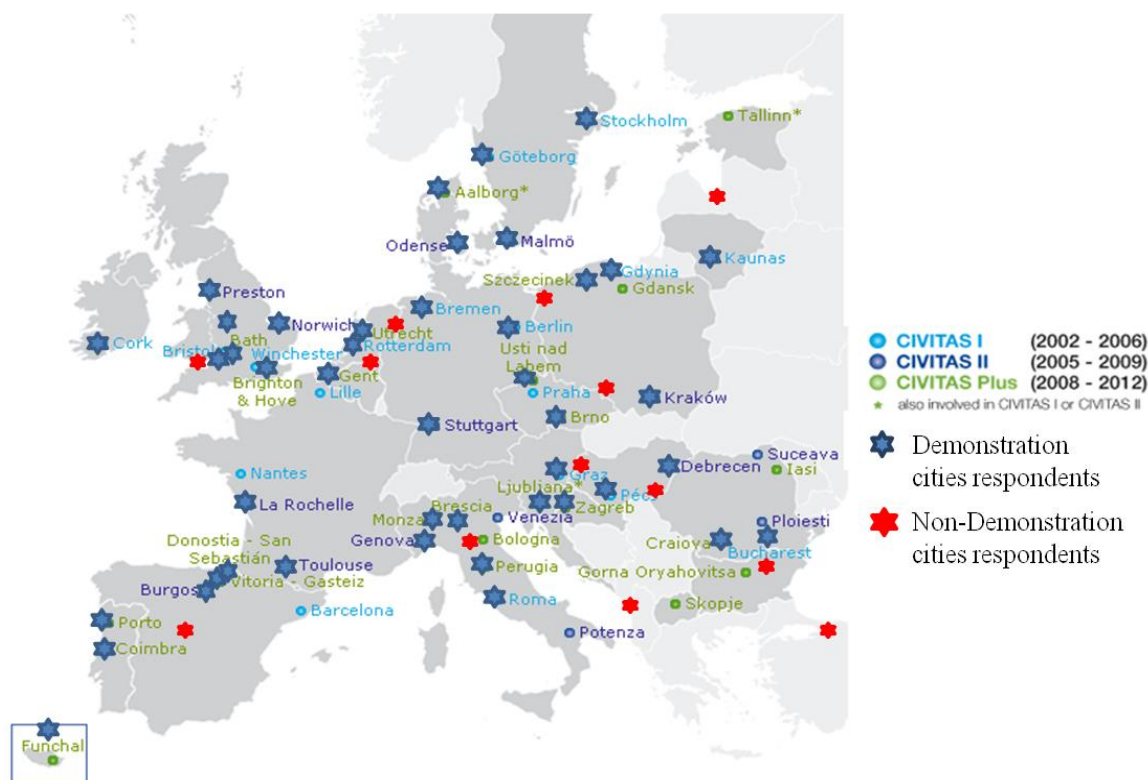 Stockholm
Tallinn*
Göteborg
Aalborg*
Odense
Malmö
Kaunas
Gdynia
Szczecinek
Gdansk
Preston
Bremen
Norwich
Utrecht
Berlin
Cork
Bath
Bristol
Winchester
Rotterdam
Usti nad
Labem
Brighton
& Hove
Gent
Lille
Praha
Kraków
Brno
Stuttgart
Nantes
Graz
Debrecen
Suceava
Iasi
La Rochelle
Ljubljana*
Pécs
Brescia
Zagreb
Monza
Venezia
Ploiesti
Donostia - San
Sebastián
Genova
Bologna
Craiova
Bucharest
Toulouse
Perugia
Gorna Oryahovitsa
Vitoria - Gasteiz
Burgos
Roma
Skopje
Barcelona
Porto
Potenza
Coimbra
Funchal
CIVITAS I (2002 - 2006)
CIVITAS II (2005 - 2009)
CIVITAS Plus (2008 - 2012)
also involved in CIVITAS I or CIVITAS II
Demonstration
cities respondents
Non-Demonstration
cities respondents